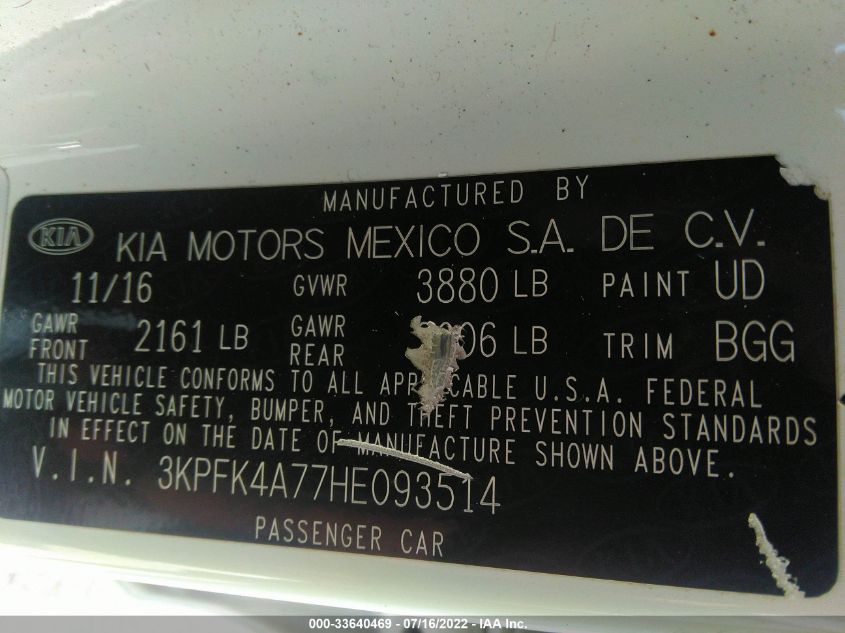 MANUFACTURED BY
KIA KIA MOTORS MEXICO S.A. DE C.V.
11/16 GVWR 3880 LB PAINT UD
GAWR FRONT 2161 LB GAWR REAR LB TRIM BGG
THIS VEHICLE CONFORMS TO ALL APPLICABLE U.S.A. FEDERAL
MOTOR VEHICLE SAFETY, BUMPER, AND THEFT PREVENTION STANDARDS
IN EFFECT ON THE DATE OF MANUFACTURE SHOWN ABOVE.
V.I.N. 3KPFK4A77HE093514
PASSENGER CAR
000-33640469 - 07/16/2022 - IAA Inc.